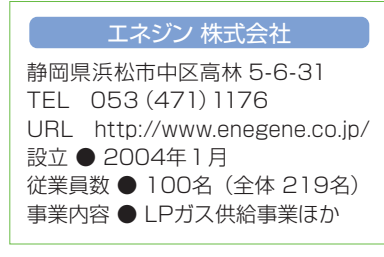 エネジン 株式会社
静岡県浜松市中区高林 5-6-31
TEL 053(471)1176
URL http://www.enegene.co.jp/
設立 ● 2004年1月
従業員数 ● 100名(全体 219名)
事業内容 ● LPガス供給事業ほか